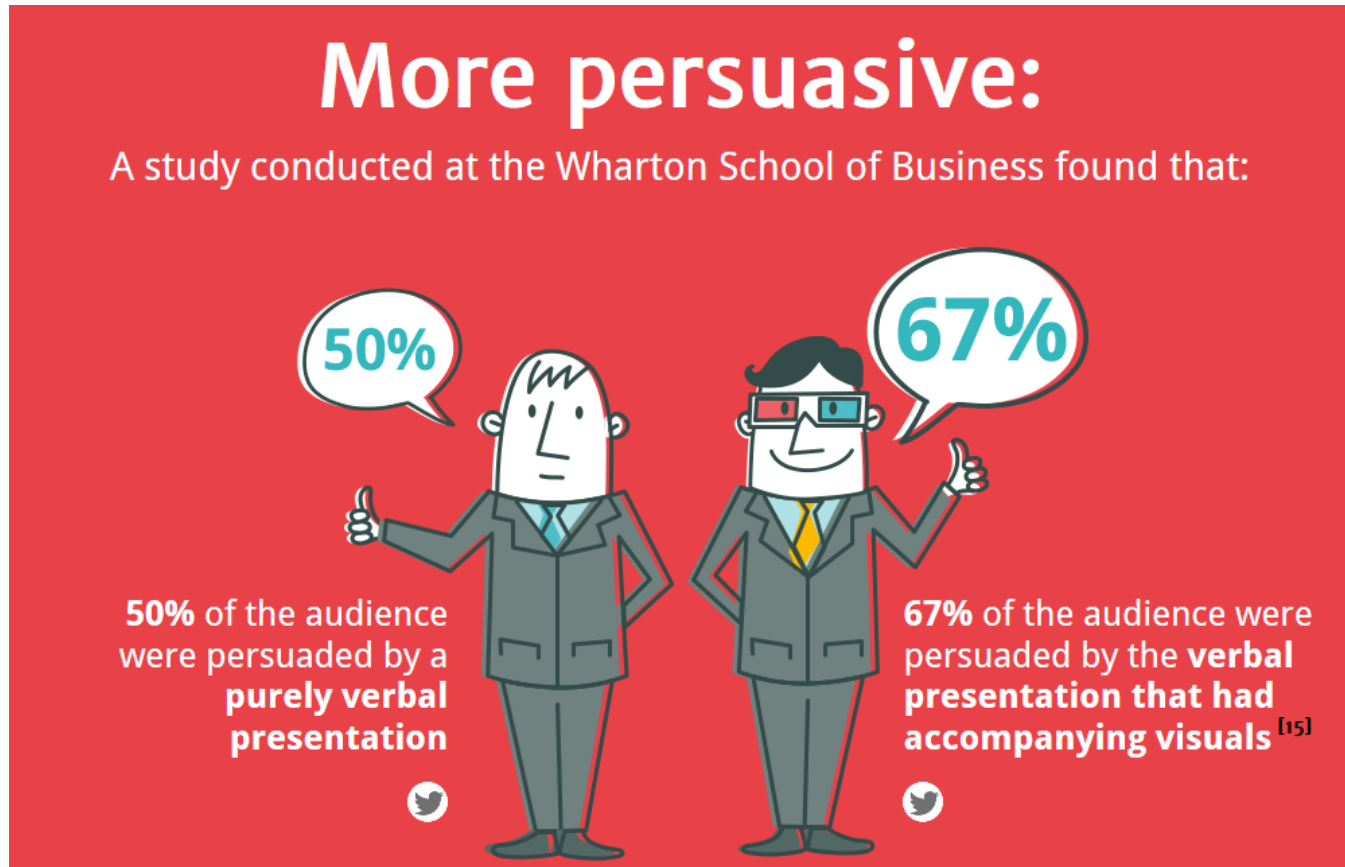 More persuasive:
A study conducted at the Wharton School of Business found that:
50%
67%
50% of the audience
were persuaded by a
purely verbal
presentation
67% of the audience were
persuaded by the verbal
presentation that had
accompanying visuals [15]